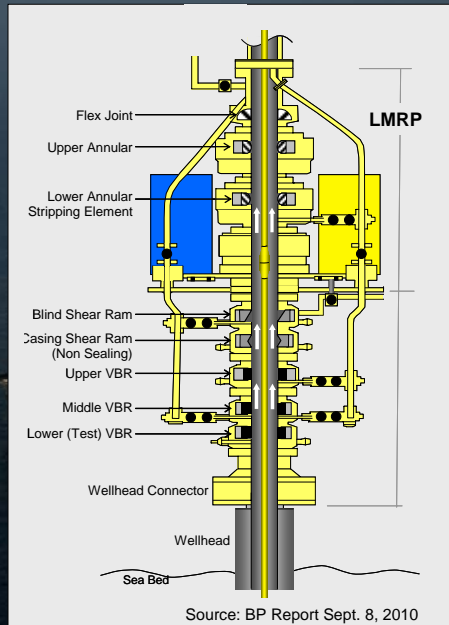 Flex Joint
LMRP
Upper Annular
Lower Annular
Stripping Element
Blind Shear Ram
Casing Shear Ram
(Non Sealing)
Upper VBR
Middle VBR
Lower (Test) VBR
Wellhead Connector
Wellhead
Sea Bed
Source: BP Report Sept. 8, 2010